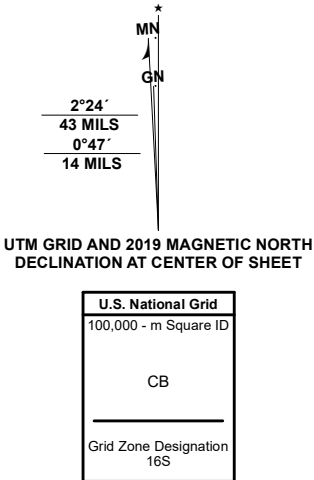 MN
GN
2°24´
43 MILS
0°47´
14 MILS
UTM GRID AND 2019 MAGNETIC NORTH
DECLINATION AT CENTER OF SHEET
U.S. National Grid
100,000 - m Square ID
CB
Grid Zone Designation
16S